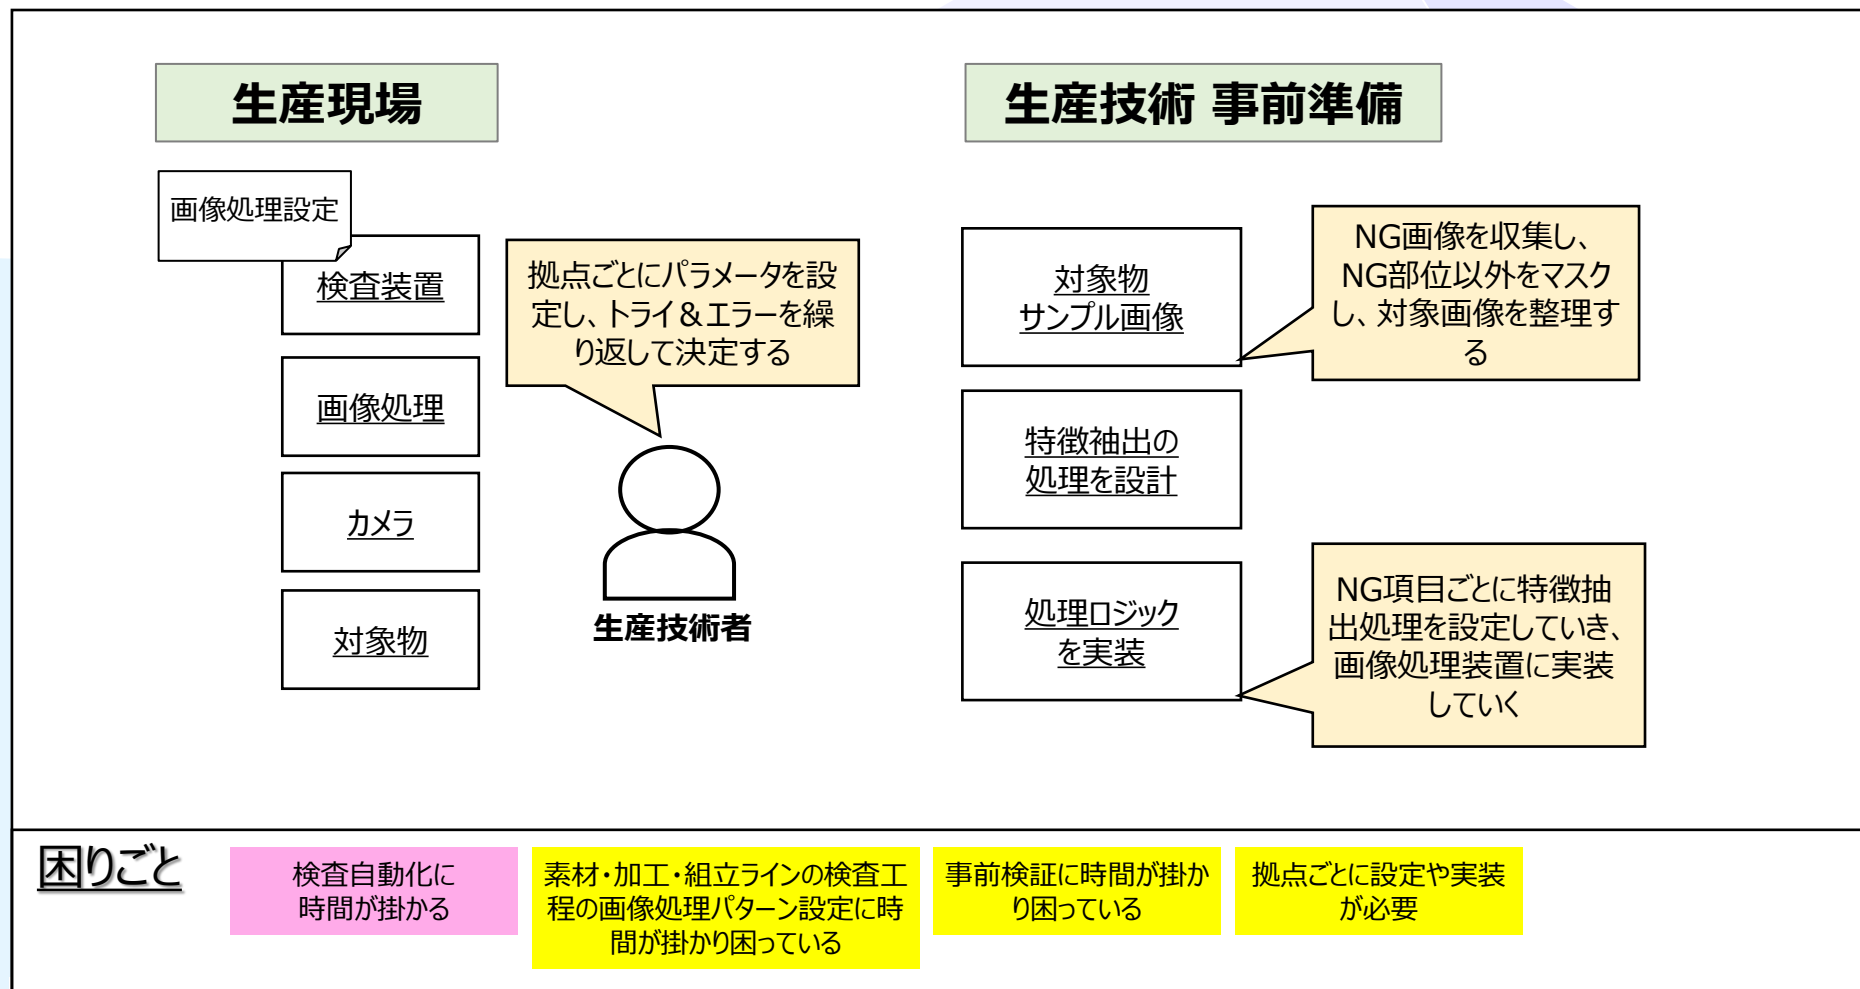 生産現場
生産技術 事前準備
画像処理設定
検査装置
画像処理
カメラ
対象物
拠点ごとにパラメータを設
定し、トライ＆エラーを繰
り返して決定する
生産技術者
対象物
サンプル画像
NG画像を収集し、
NG部位以外をマスク
し、対象画像を整理す
る
特徴袖出の
処理を設計
処理ロジック
を実装
NG項目ごとに特徴抽
出処理を設定していき、
画像処理装置に実装
していく
困りごと
検査自動化に
時間が掛かる
素材・加工・組立ラインの検査工
程の画像処理パターン設定に時
間が掛かり困っている
事前検証に時間が掛か
り困っている
拠点ごとに設定や実装
が必要